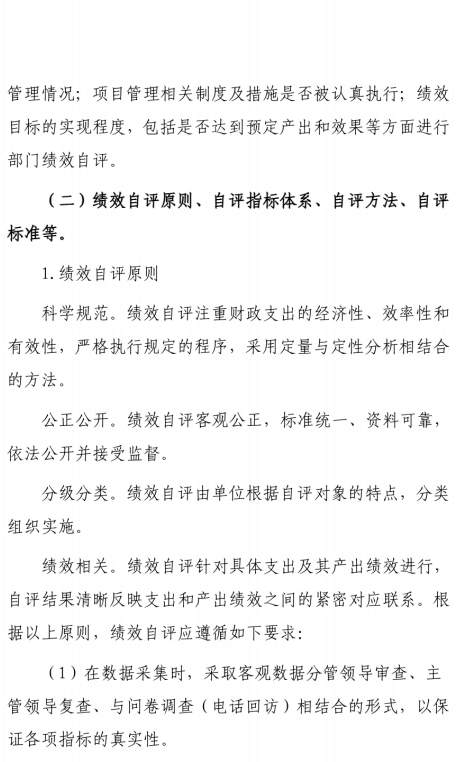 管理情况；项目管理相关制度及措施是否被认真执行；绩效
目标的实现程度，包括是否达到预定产出和效果等方面进行
部门绩效自评。
（二）绩效自评原则、自评指标体系、自评方法、自评
标准等。
1.绩效自评原则
科学规范。绩效自评注重财政支出的经济性、效率性和
有效性，严格执行规定的程序，采用定量与定性分析相结合
的方法。
公正公开。绩效自评客观公正，标准统一、资料可靠，
依法公开并接受监督。
分级分类。绩效自评由单位根据自评对象的特点，分类
组织实施。
绩效相关。绩效自评针对具体支出及其产出绩效进行，
自评结果清晰反映支出和产出绩效之间的紧密对应联系。根
据以上原则，绩效自评应遵循如下要求：
（1）在数据采集时，采取客观数据分管领导审查、主
管领导复查、与问卷调查（电话回访）相结合的形式，以保
证各项指标的真实性。